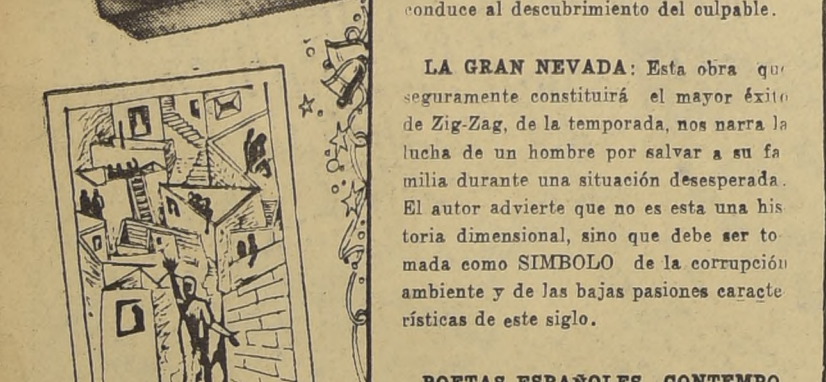 conduce al descubrimiento del culpable.
LA GRAN NEVADA: Esta obra que
seguramente constituirá el mayor éxito
de Zig-Zag, de la temporada, nos narra la
lucha de un hombre por salvar a su fa
milia durante una situación desesperada.
El autor advierte que no es esta una his
toria dimensional, sino que debe ser to
mada como SIMBOLO de la corrupción
ambiente y de las bajas pasiones caracte
rísticas de este siglo.
POETAS ESPAÑOLES CONTEMPO